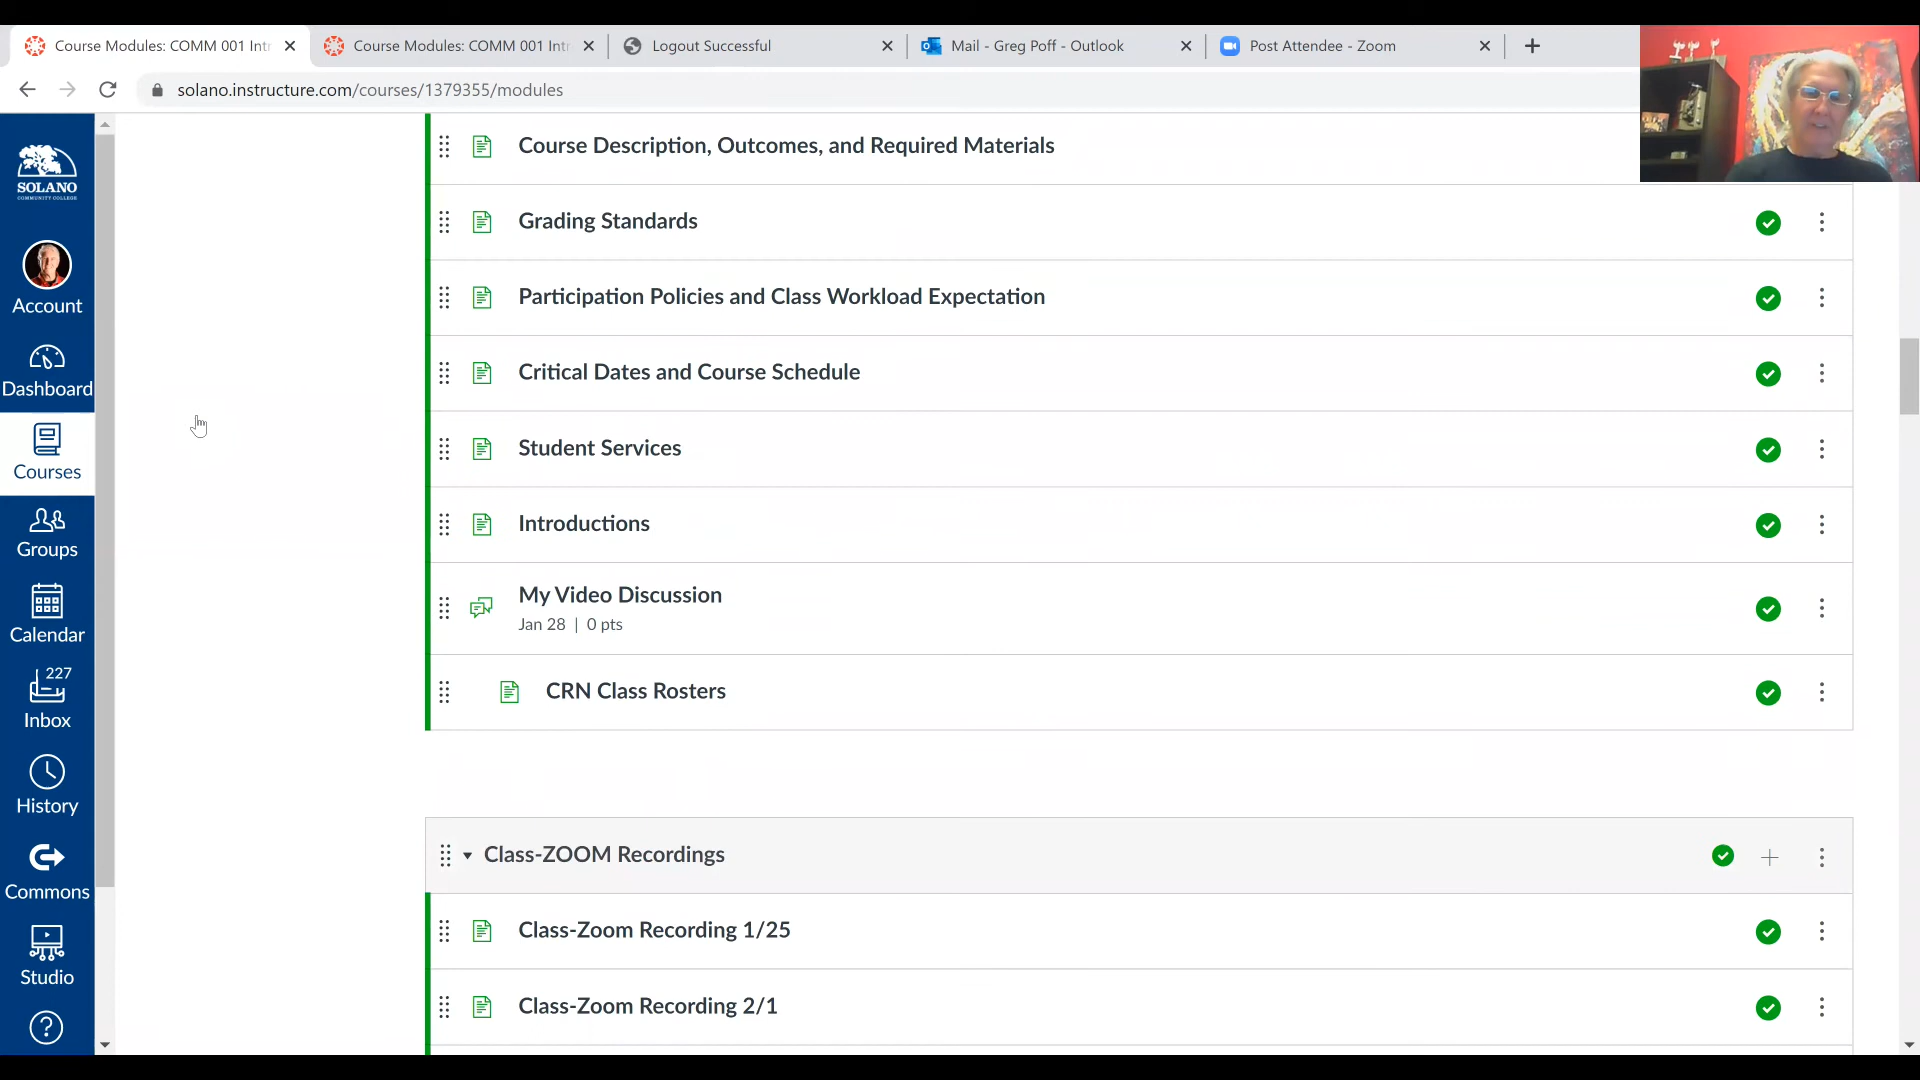 Course Modules: COMM 001 Intr
Course Modules: COMM 001 Intr
Logout Successful
Mail - Greg Poff - Outlook
Post Attendee - Zoom
solano.instructure.com/courses/1379355/modules
SOLANO
COMMUNITY COLLEGE
Account
Dashboard
Courses
Groups
Calendar
227
Inbox
History
Commons
Studio
Course Description, Outcomes, and Required Materials
Grading Standards
Participation Policies and Class Workload Expectation
Critical Dates and Course Schedule
Student Services
Introductions
My Video Discussion
Jan 28 | 0 pts
CRN Class Rosters
Class-ZOOM Recordings
Class-Zoom Recording 1/25
Class-Zoom Recording 2/1